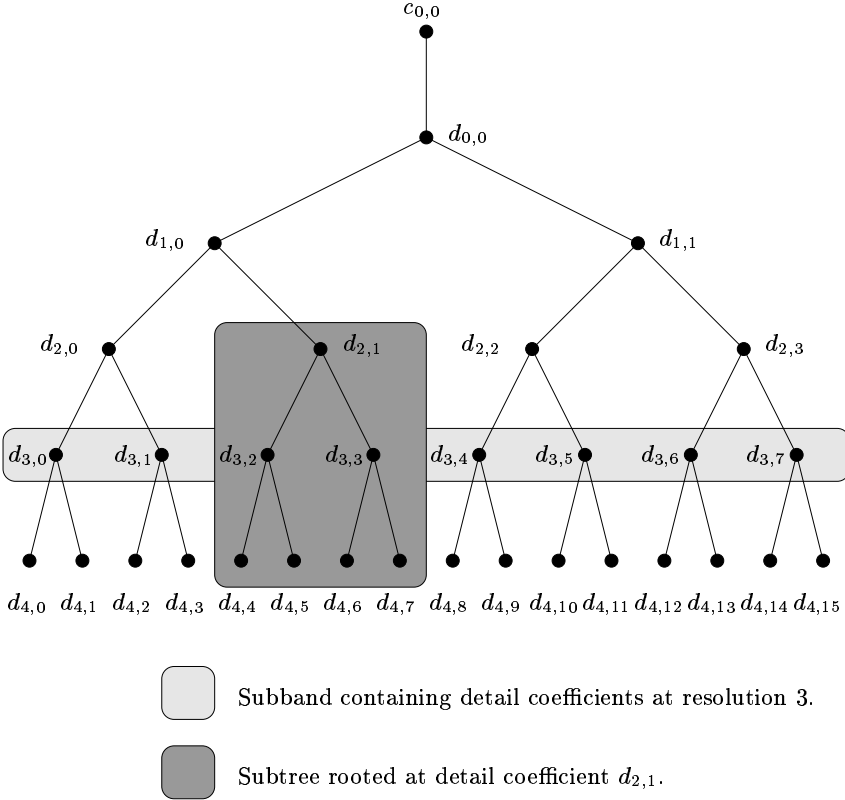 c0,0
d0,0
d1,0 d1,1
d2,0 d2,1 d2,2 d2,3
d3,0 d3,1 d3,2 d3,3 d3,4 d3,5 d3,6 d3,7
d4,0 d4,1 d4,2 d4,3 d4,4 d4,5 d4,6 d4,7 d4,8 d4,9 d4,10 d4,11 d4,12 d4,13 d4,14 d4,15
Subband containing detail coefficients at resolution 3.
Subtree rooted at detail coefficient d2,1.